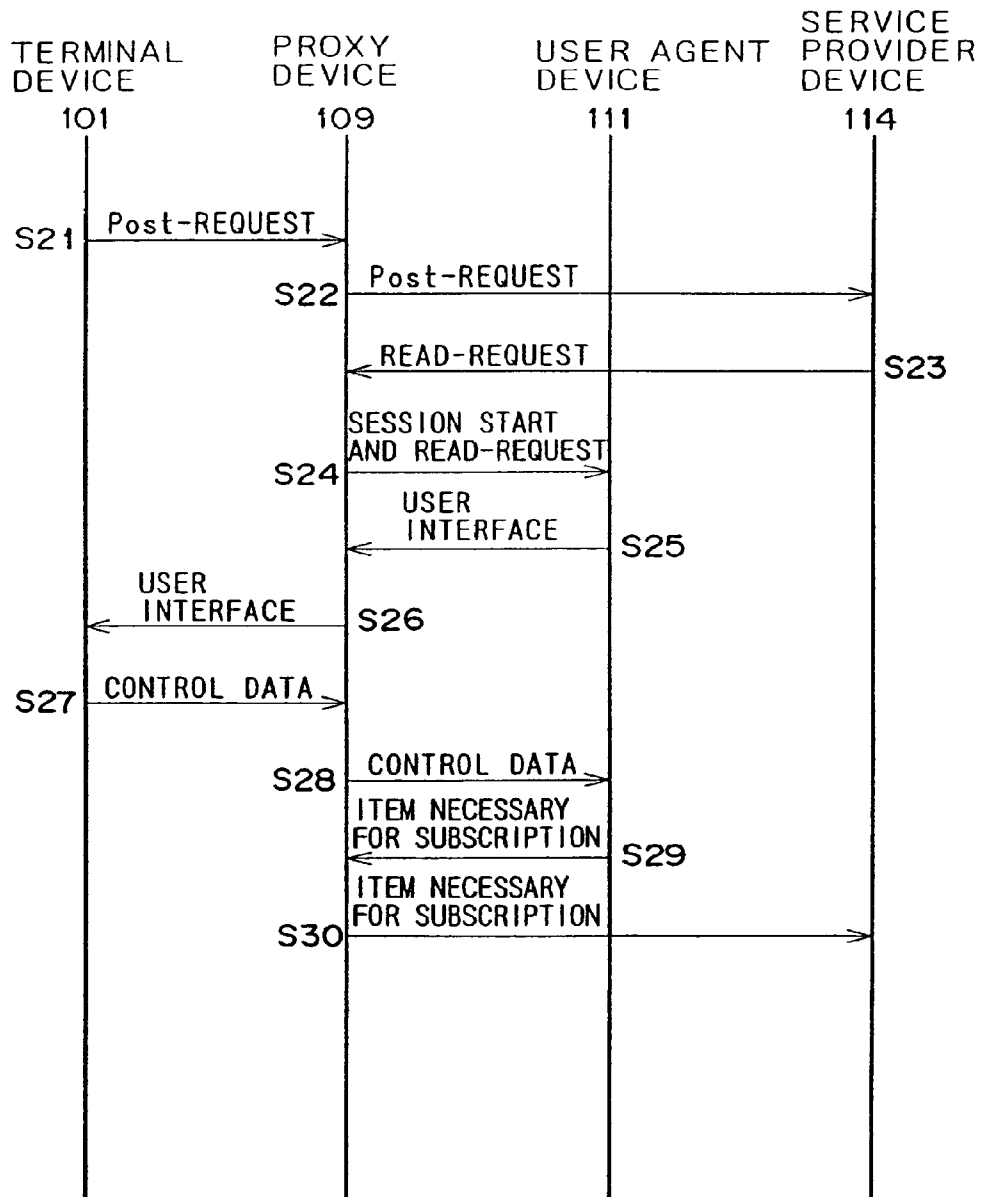 TERMINAL
DEVICE
101
PROXY
DEVICE
109
USER AGENT
DEVICE
111
SERVICE
PROVIDER
DEVICE
114
S21
Post-REQUEST
S22
Post-REQUEST
READ-REQUEST
S23
SESSION START
AND READ-REQUEST
S24
USER
INTERFACE
S25
USER
INTERFACE
S26
S27
CONTROL DATA
S28
CONTROL DATA
ITEM NECESSARY
FOR SUBSCRIPTION
S29
ITEM NECESSARY
FOR SUBSCRIPTION
S30